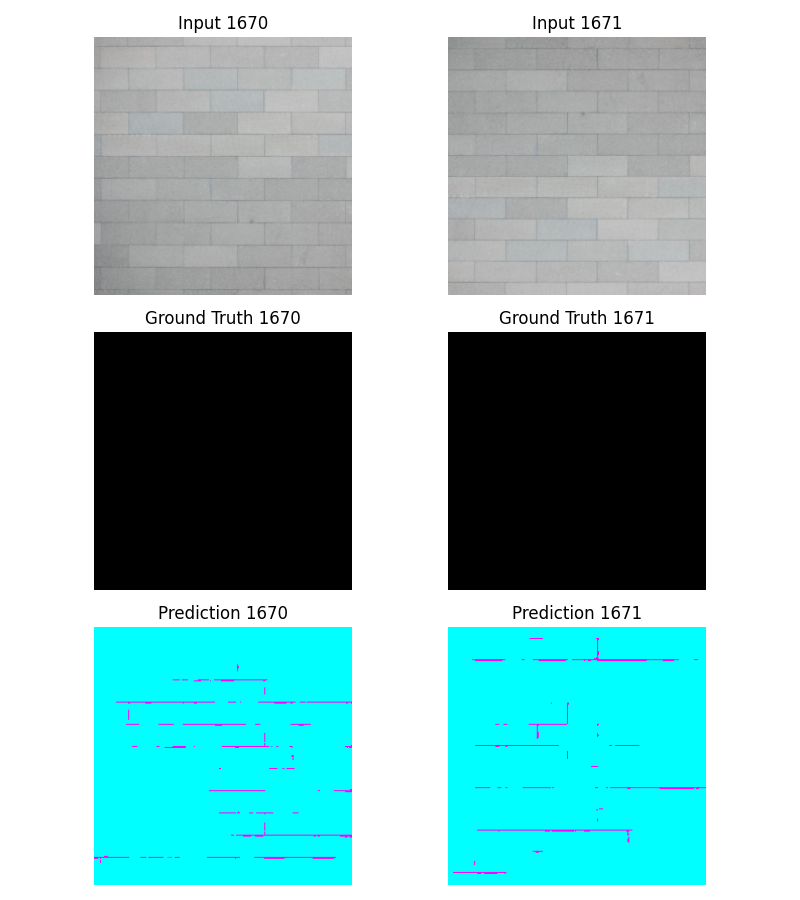 Input 1670
Input 1671
Ground Truth 1670
Ground Truth 1671
Prediction 1670
Prediction 1671